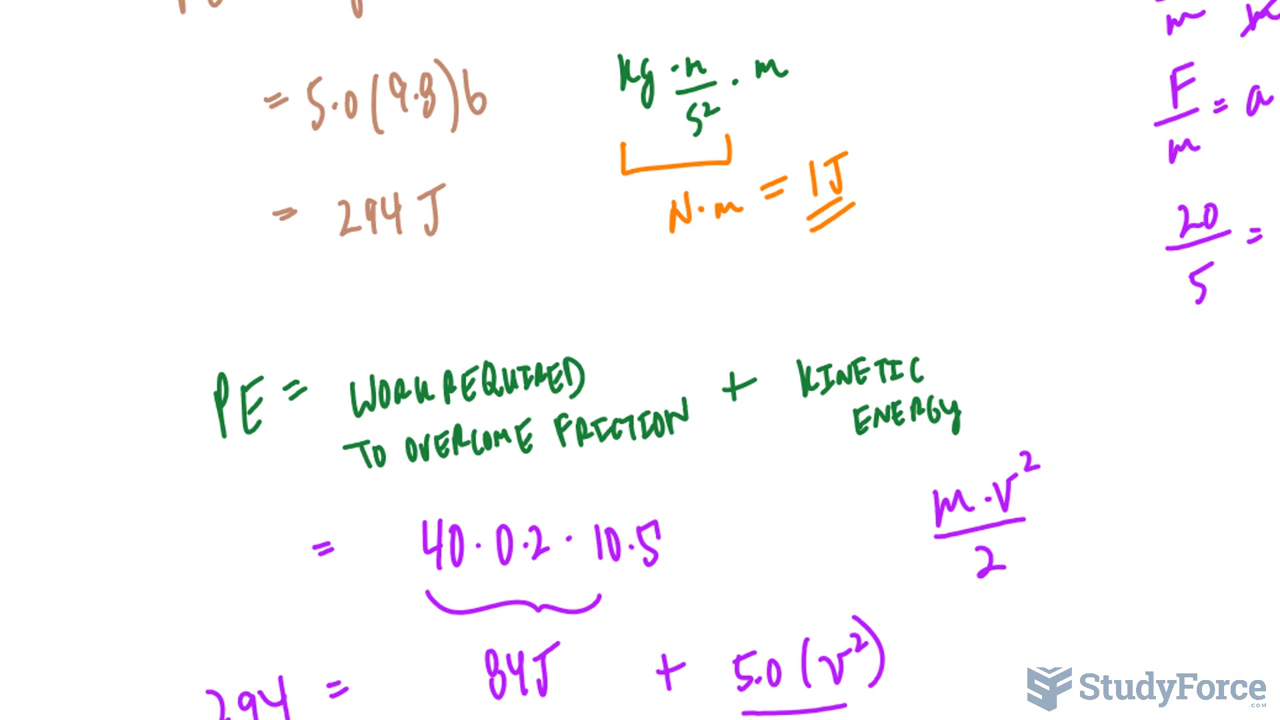 = 5.0(9.8)6
= 294 J
kg · m/s² · m
N·m = 1J
m
F/m = a
20/5 =
PE = WORK REQUIRED TO OVERCOME FRICTION + KINETIC ENERGY
= 40 · 0.2 · 10.5
m·v²/2
294 = 84J + 5.0(v²)
StudyForce
.com